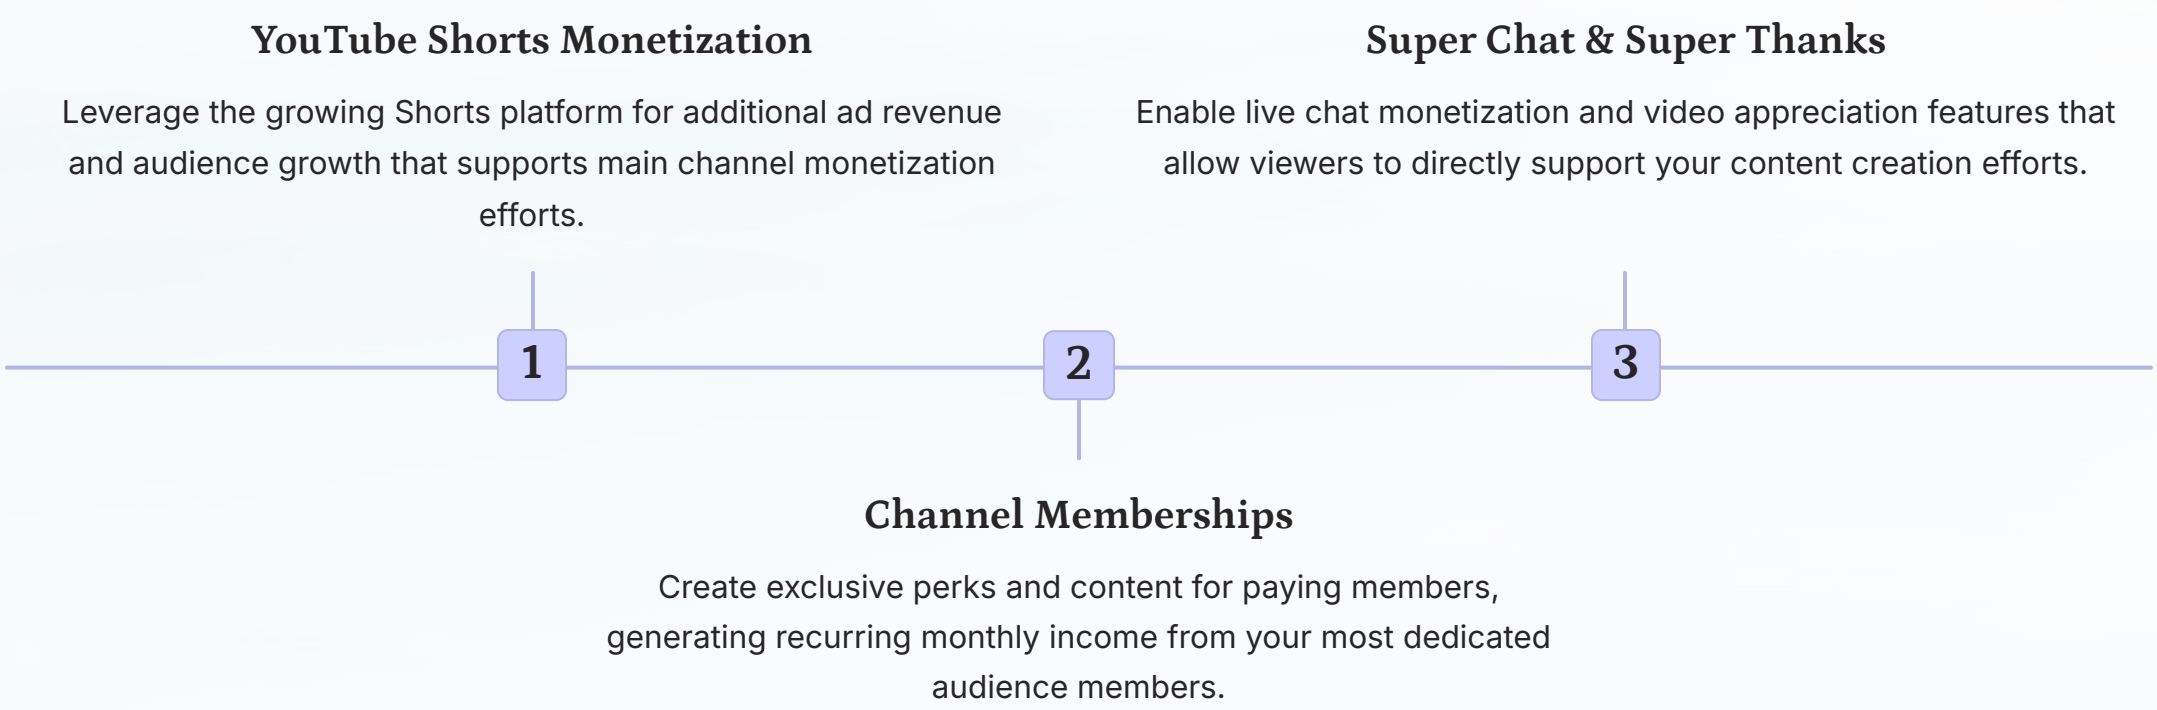 YouTube Shorts Monetization
Leverage the growing Shorts platform for additional ad revenue
and audience growth that supports main channel monetization
efforts.
Super Chat & Super Thanks
Enable live chat monetization and video appreciation features that
allow viewers to directly support your content creation efforts.
1
2
3
Channel Memberships
Create exclusive perks and content for paying members,
generating recurring monthly income from your most dedicated
audience members.